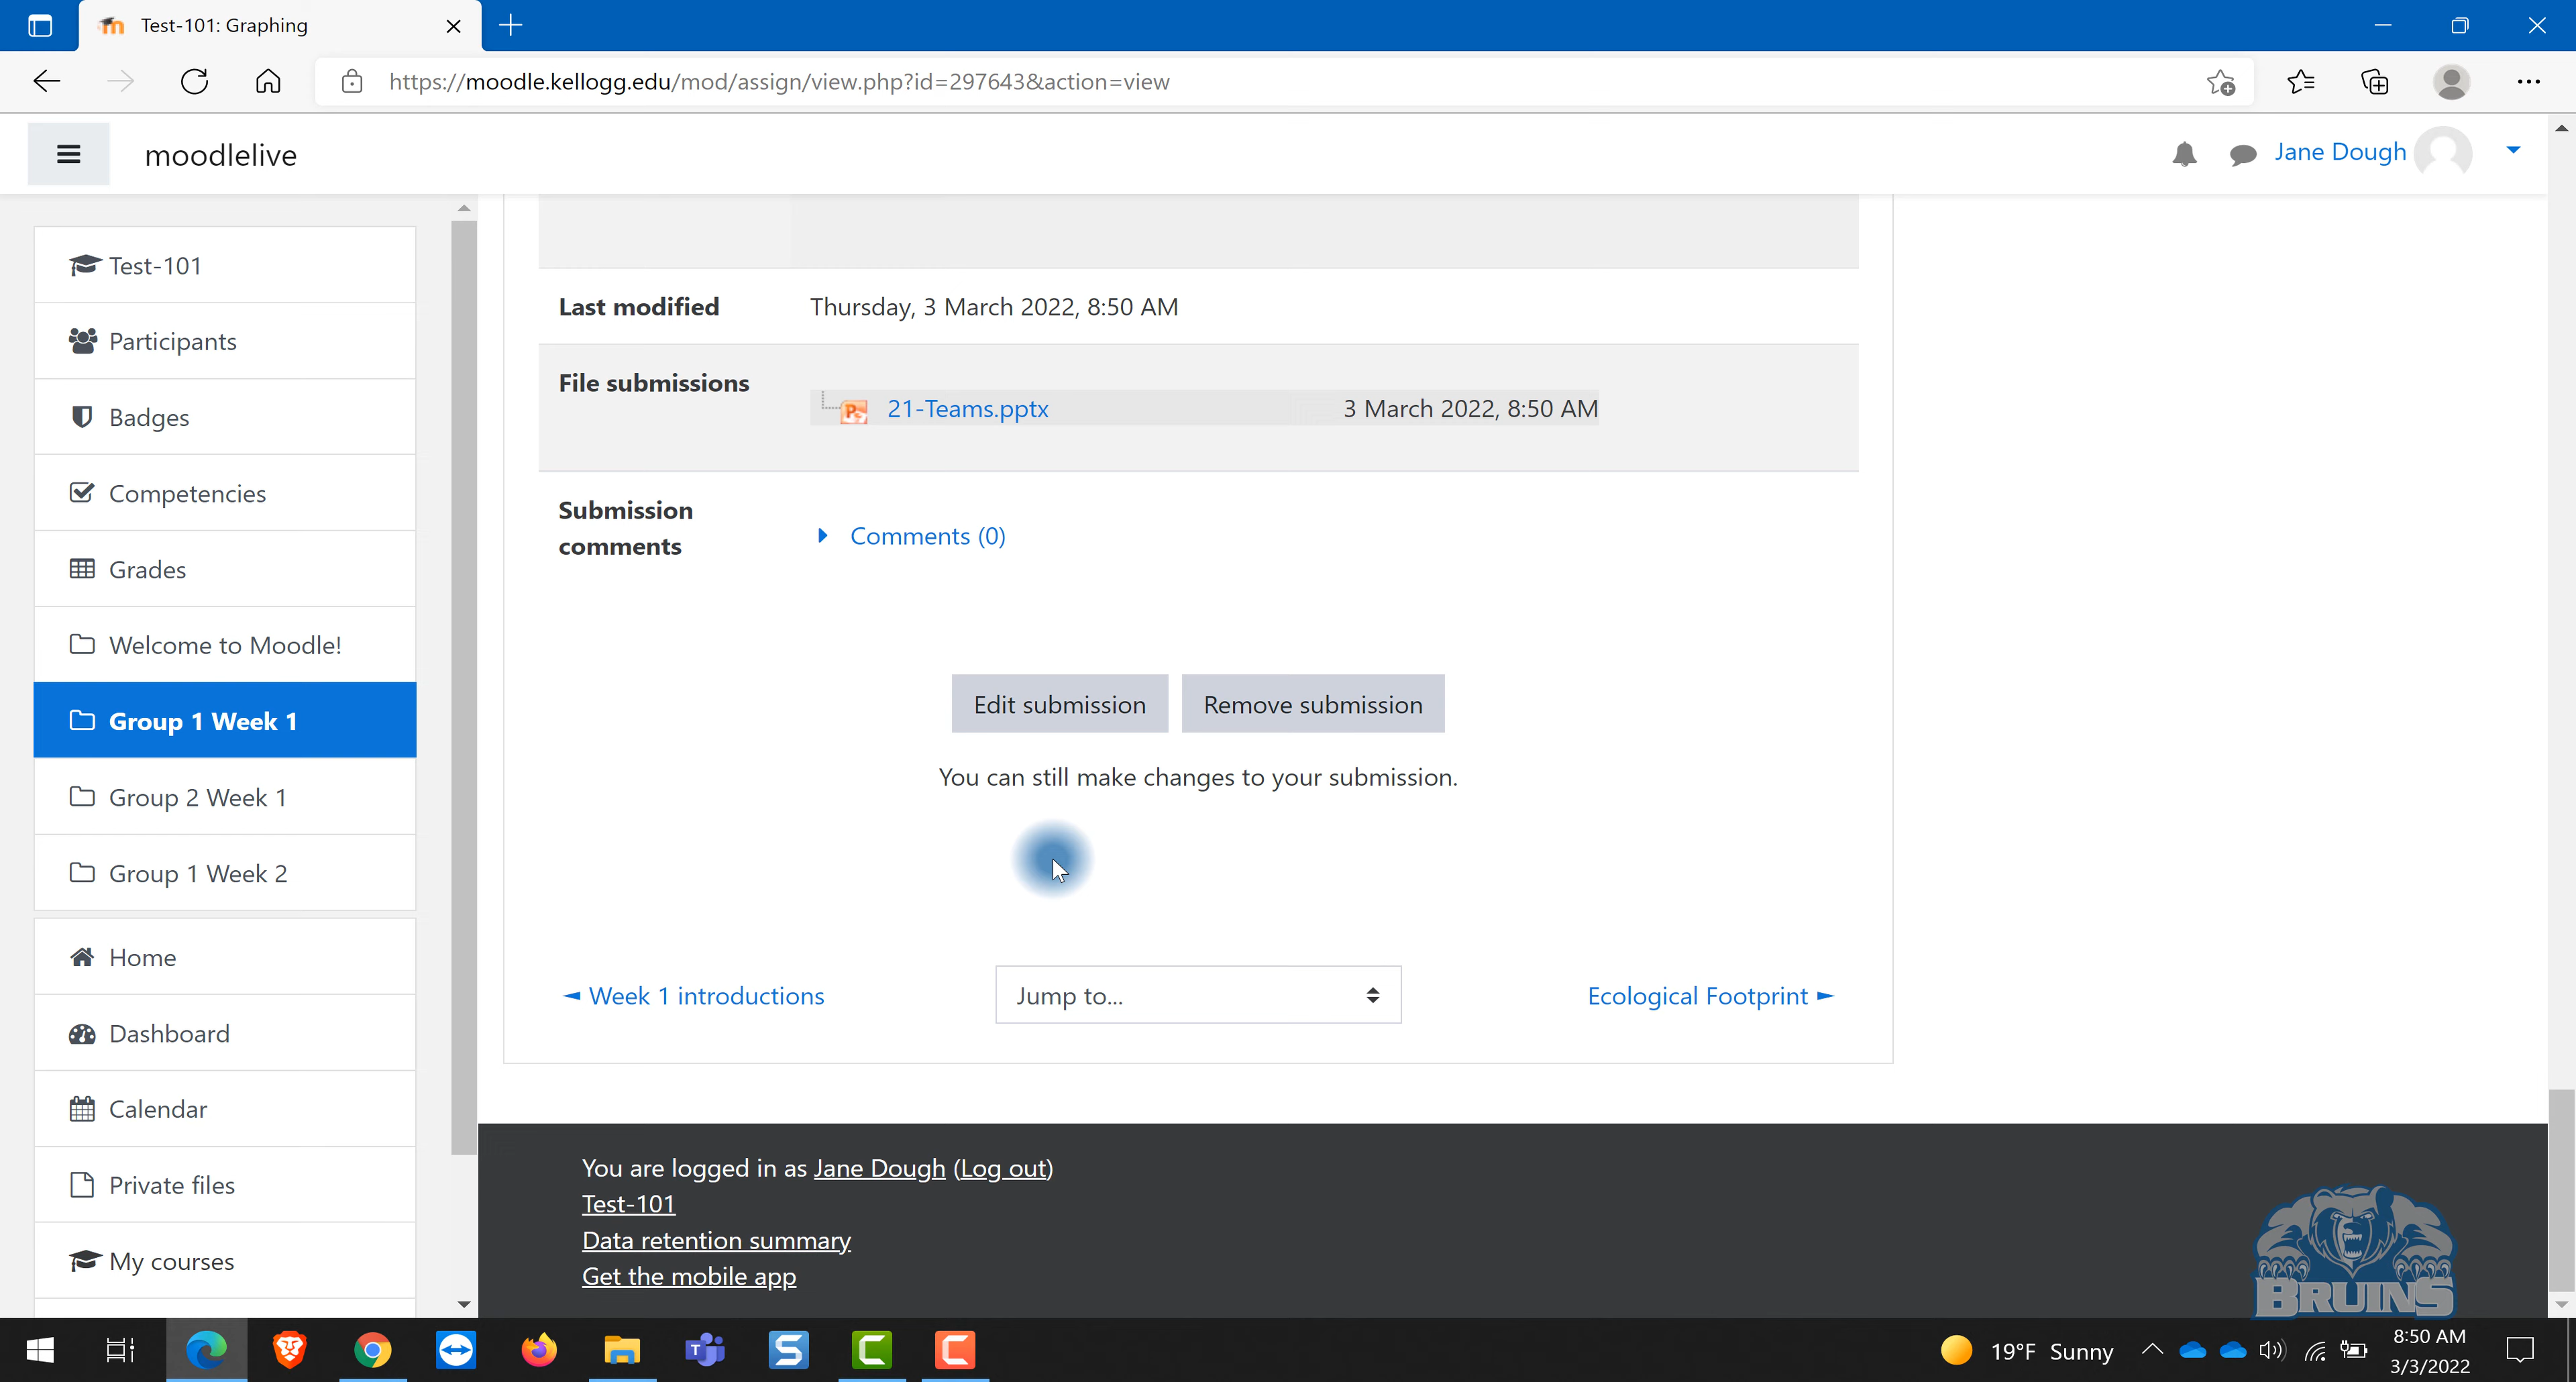 Test-101: Graphing
https://moodle.kellogg.edu/mod/assign/view.php?id=297643&action=view
moodlelive
Jane Dough
Test-101
Participants
Badges
Competencies
Grades
Welcome to Moodle!
Group 1 Week 1
Group 2 Week 1
Group 1 Week 2
Home
Dashboard
Calendar
Private files
My courses
Last modified Thursday, 3 March 2022, 8:50 AM
File submissions
21-Teams.pptx 3 March 2022, 8:50 AM
Submission
comments
Comments (0)
Edit submission Remove submission
You can still make changes to your submission.
◄ Week 1 introductions Jump to... Ecological Footprint ►
You are logged in as Jane Dough (Log out)
Test-101
Data retention summary
Get the mobile app
BRUINS
19°F Sunny
8:50 AM
3/3/2022